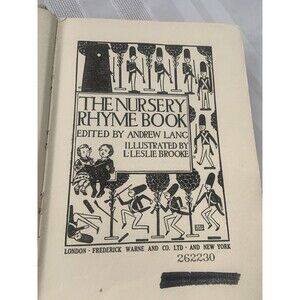 THE NURSERY
RHYME BOOK
EDITED BY ANDREW LANG
ILLUSTRATED BY
L·LESLIE BROOKE
LONDON · FREDERICK WARNE AND CO. LTD · AND NEW YORK
262230